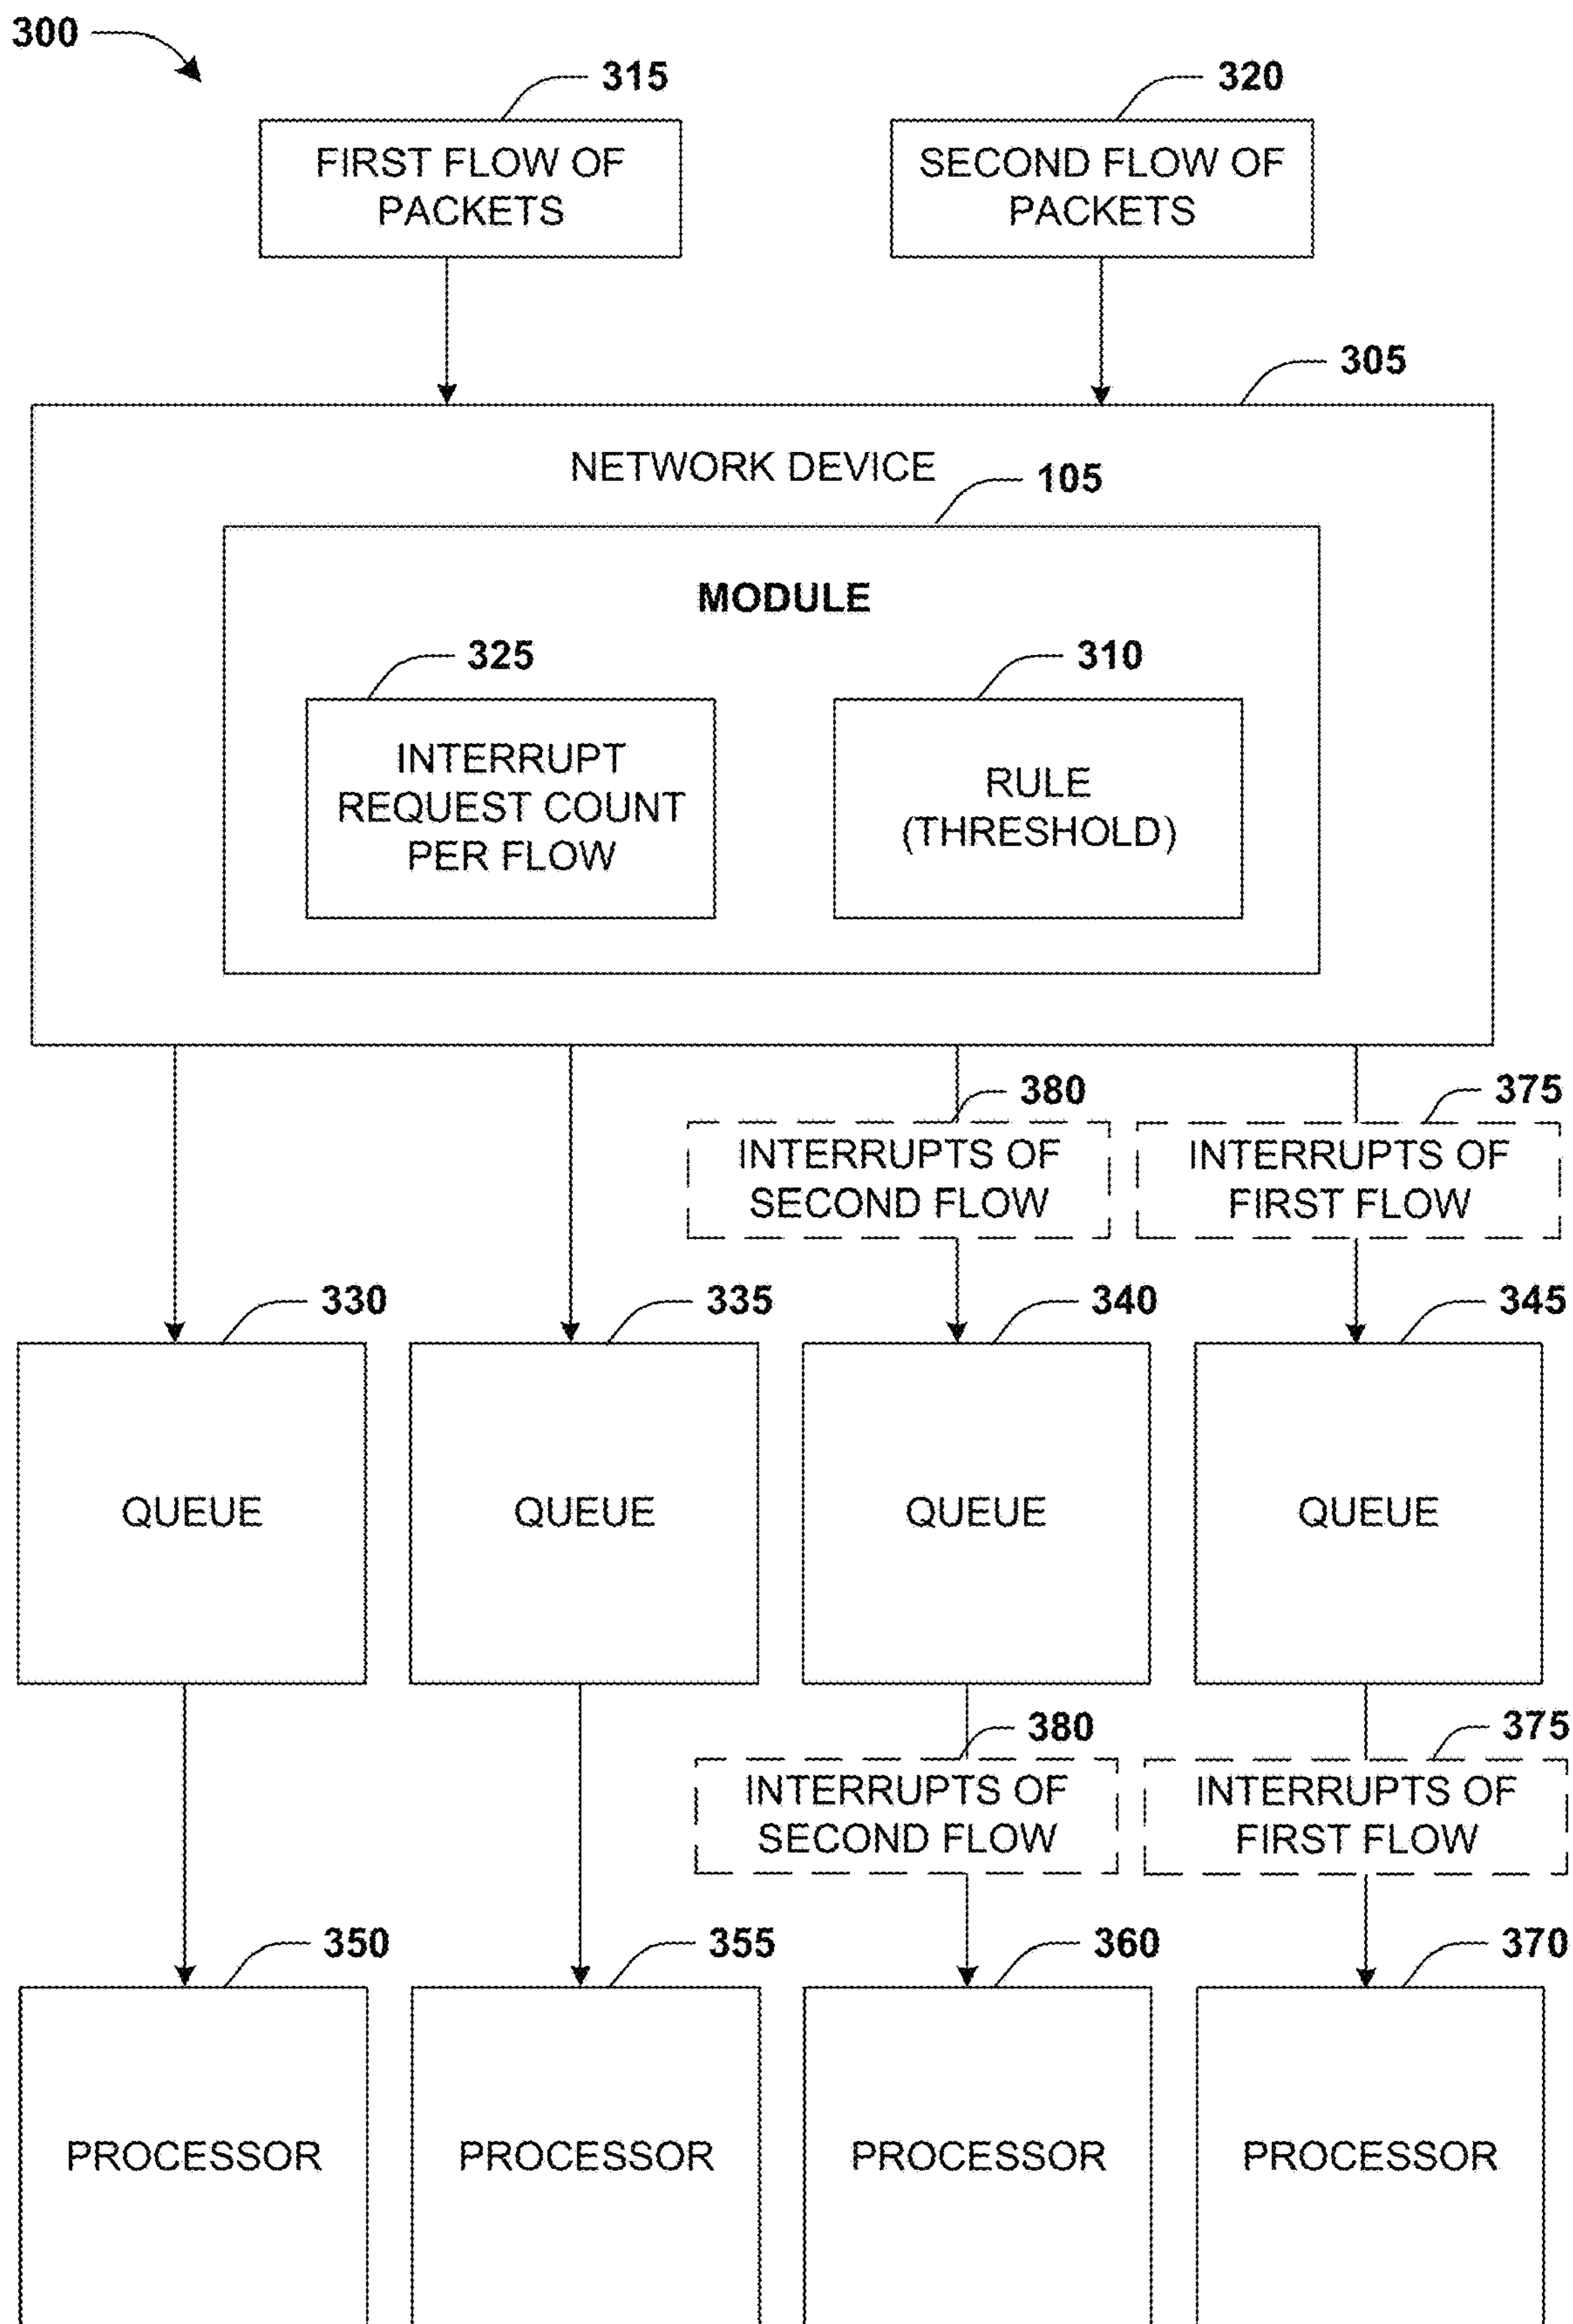 300
315
320
FIRST FLOW OF
PACKETS
SECOND FLOW OF
PACKETS
305
NETWORK DEVICE
105
MODULE
325
310
INTERRUPT
REQUEST COUNT
PER FLOW
RULE
(THRESHOLD)
380
375
INTERRUPTS OF
SECOND FLOW
INTERRUPTS OF
FIRST FLOW
330
335
340
345
QUEUE
QUEUE
QUEUE
QUEUE
380
375
INTERRUPTS OF
SECOND FLOW
INTERRUPTS OF
FIRST FLOW
350
355
360
370
PROCESSOR
PROCESSOR
PROCESSOR
PROCESSOR